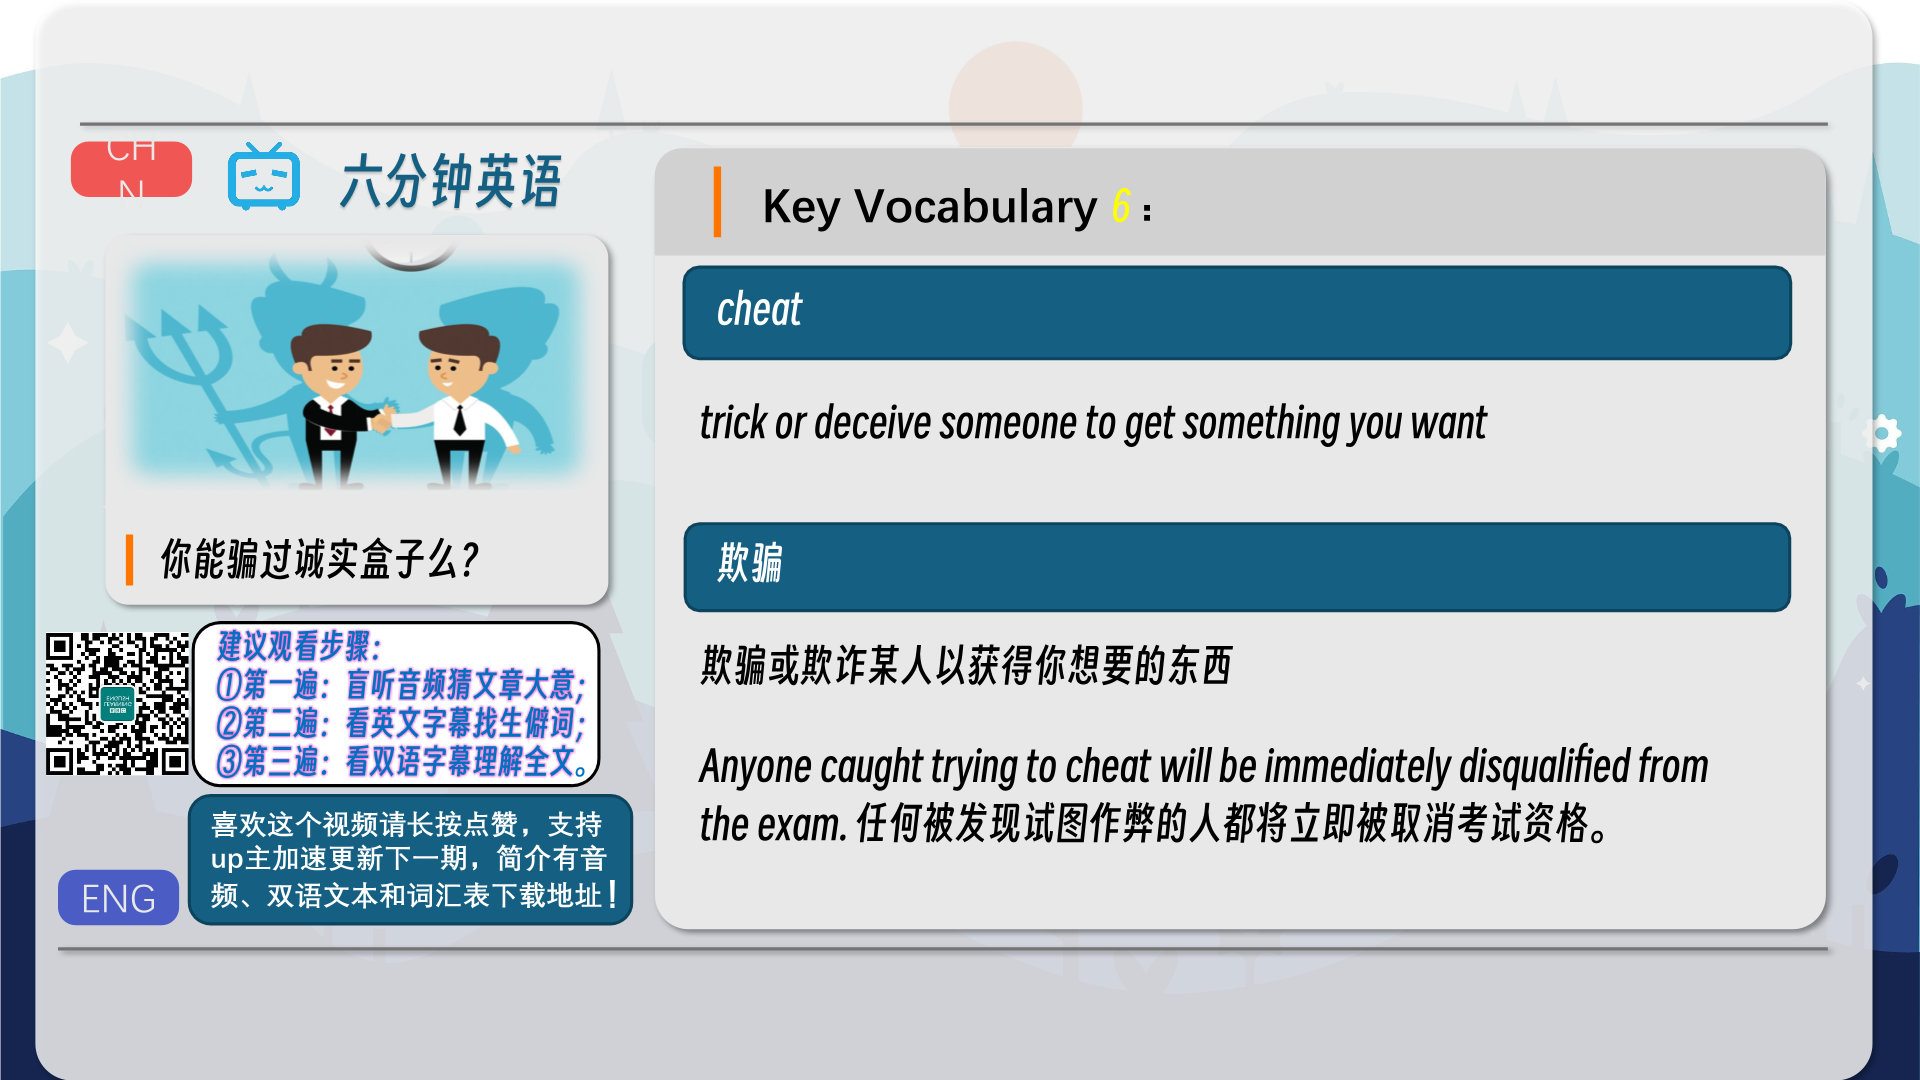 CH
N
六分钟英语
你能骗过诚实盒子么？
建议观看步骤：
①第一遍：盲听音频猜文章大意；
②第二遍：看英文字幕找生僻词；
③第三遍：看双语字幕理解全文。
喜欢这个视频请长按点赞，支持
up主加速更新下一期，简介有音
频、双语文本和词汇表下载地址！
ENG
Key Vocabulary 6：
cheat
trick or deceive someone to get something you want
欺骗
欺骗或欺诈某人以获得你想要的东西
Anyone caught trying to cheat will be immediately disqualified from
the exam. 任何被发现试图作弊的人都将立即被取消考试资格。